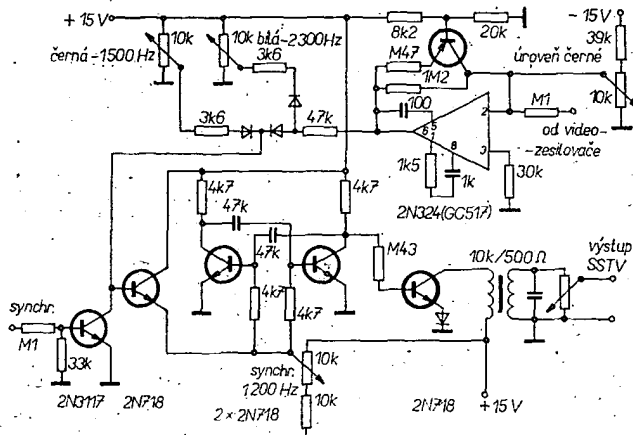 + 15 V
10k
černá -1500 Hz
10k
bílá -2300Hz
3k6
8k2
20k
M47
1M2
- 15V
39k
úroveň černé
10k
3k6
47k
100
6
5
2
3
8
M1
od video-
-zesilovače
1k5
1k
30k
2N324(GC517)
4k7
47k
4k7
47k
M43
4k7
4k7
10k/500 Ω
výstup
SSTV
synchr.
M1
33k
2N3117
2N718
synchr.
1200 Hz
10k
10k
2 × 2N718
2N718
+ 15 V